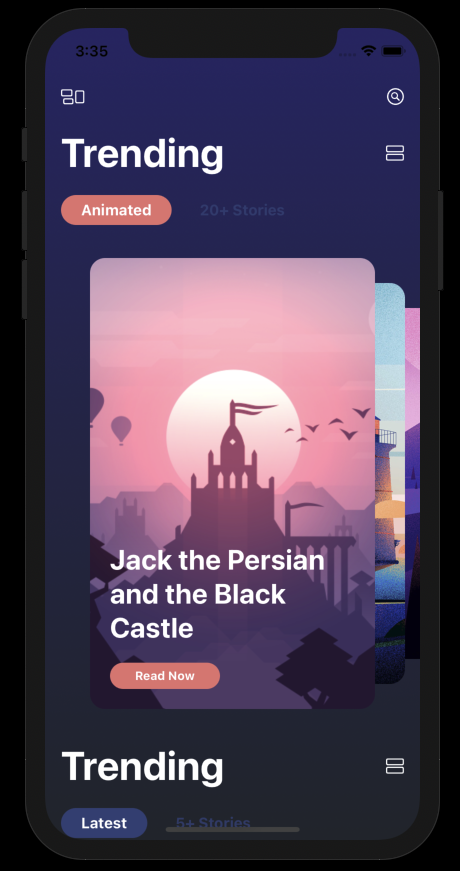 3:35
Trending
Animated
20+ Stories
Jack the Persian
and the Black
Castle
Read Now
Trending
Latest
5+ Stories